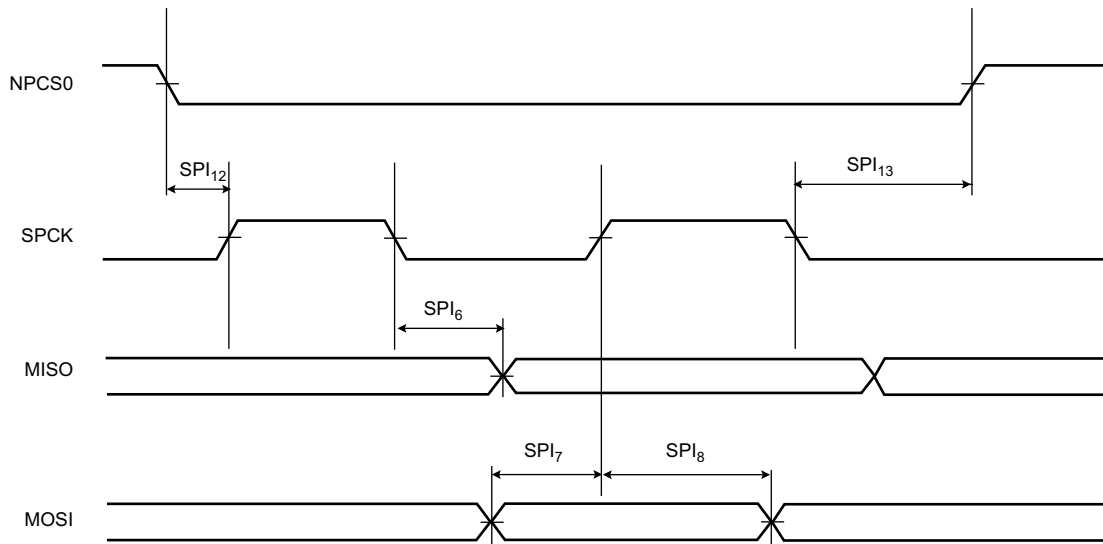 NPCS0
SPI₁₂
SPI₁₃
SPCK
SPI₆
MISO
SPI₇
SPI₈
MOSI